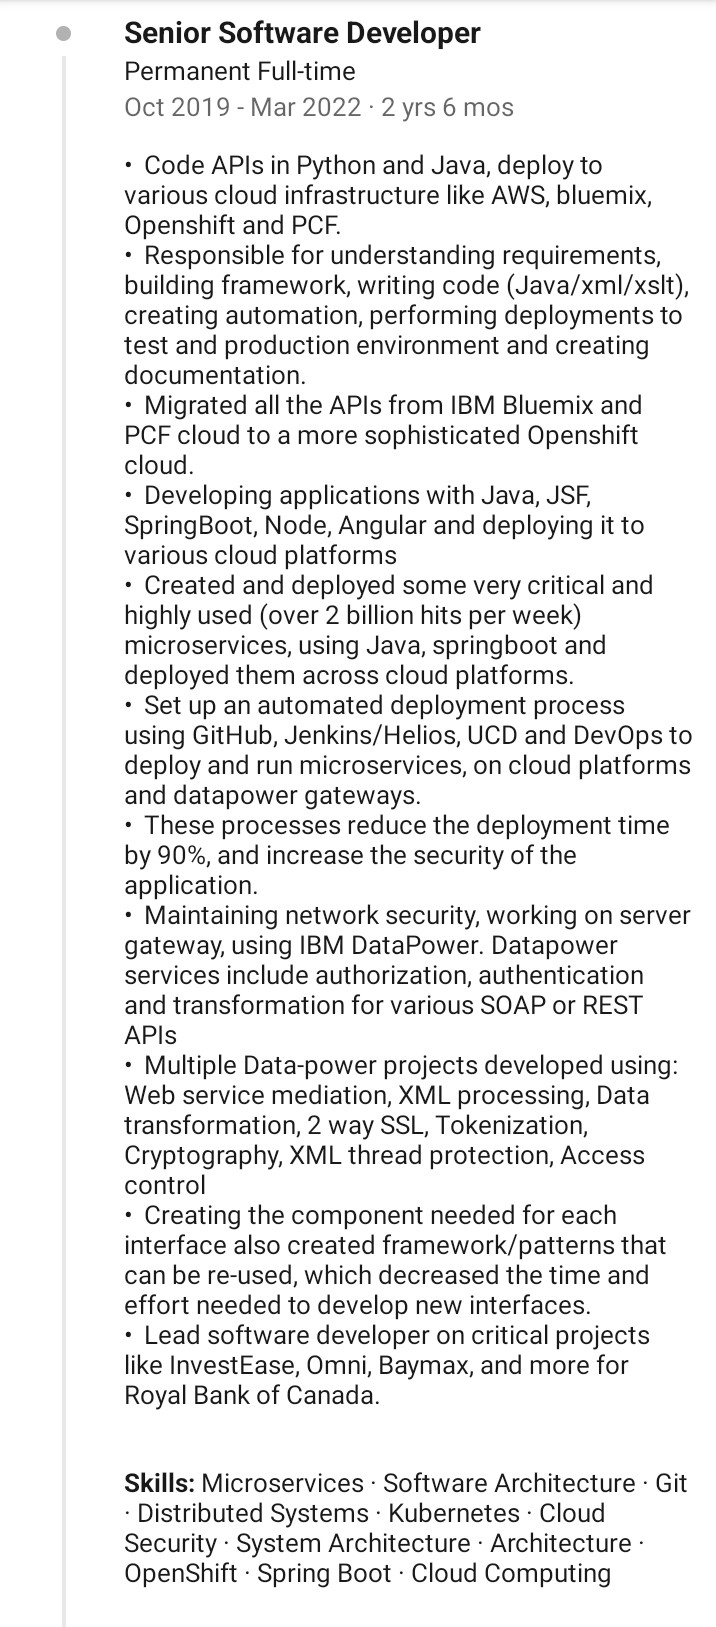 Senior Software Developer
Permanent Full-time
Oct 2019 - Mar 2022 · 2 yrs 6 mos
• Code APIs in Python and Java, deploy to
various cloud infrastructure like AWS, bluemix,
Openshift and PCF.
• Responsible for understanding requirements,
building framework, writing code (Java/xml/xslt),
creating automation, performing deployments to
test and production environment and creating
documentation.
• Migrated all the APIs from IBM Bluemix and
PCF cloud to a more sophisticated Openshift
cloud.
• Developing applications with Java, JSF,
SpringBoot, Node, Angular and deploying it to
various cloud platforms
• Created and deployed some very critical and
highly used (over 2 billion hits per week)
microservices, using Java, springboot and
deployed them across cloud platforms.
• Set up an automated deployment process
using GitHub, Jenkins/Helios, UCD and DevOps to
deploy and run microservices, on cloud platforms
and datapower gateways.
• These processes reduce the deployment time
by 90%, and increase the security of the
application.
• Maintaining network security, working on server
gateway, using IBM DataPower. Datapower
services include authorization, authentication
and transformation for various SOAP or REST
APIs
• Multiple Data-power projects developed using:
Web service mediation, XML processing, Data
transformation, 2 way SSL, Tokenization,
Cryptography, XML thread protection, Access
control
• Creating the component needed for each
interface also created framework/patterns that
can be re-used, which decreased the time and
effort needed to develop new interfaces.
• Lead software developer on critical projects
like InvestEase, Omni, Baymax, and more for
Royal Bank of Canada.
Skills: Microservices · Software Architecture · Git
· Distributed Systems · Kubernetes · Cloud
Security · System Architecture · Architecture ·
OpenShift · Spring Boot · Cloud Computing